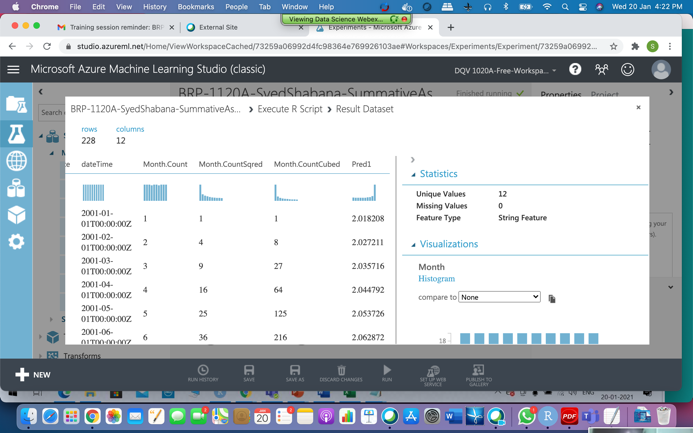 Chrome File Edit View History Bookmarks People Tab Window Help Wed 20 Jan 4:22 PM
Viewing Data Science Webex...
Training session reminder: BRP
External Site
Experiments - Microsoft Azure
studio.azureml.net/Home/ViewWorkspaceCached/73259a06992d4fc98364e769926103ae#Workspaces/Experiments/Experiment/73259a06992...
S
Microsoft Azure Machine Learning Studio (classic)
DQV 1020A-Free-Workspa...
BRP-1120A-SyedShabana-SummativeAs
Finished running
Properties Project
Search
BRP-1120A-SyedShabana-SummativeAs... > Execute R Script > Result Dataset
rows columns
228 12
dateTime Month.Count Month.CountSqred Month.CountCubed Pred1
2001-01-
01T00:00:00Z 1 1 1 2.018208
2001-02-
01T00:00:00Z 2 4 8 2.027211
2001-03-
01T00:00:00Z 3 9 27 2.035716
2001-04-
01T00:00:00Z 4 16 64 2.044792
2001-05-
01T00:00:00Z 5 25 125 2.053726
2001-06-
01T00:00:00Z 6 36 216 2.062872
Statistics
Unique Values 12
Missing Values 0
Feature Type String Feature
Visualizations
Month
Histogram
compare to None
18
Transforms
NEW
RUN HISTORY
SAVE
SAVE AS
DISCARD CHANGES
RUN
SET UP WEB
SERVICE
PUBLISH TO
GALLERY
ENG
20-01-2021